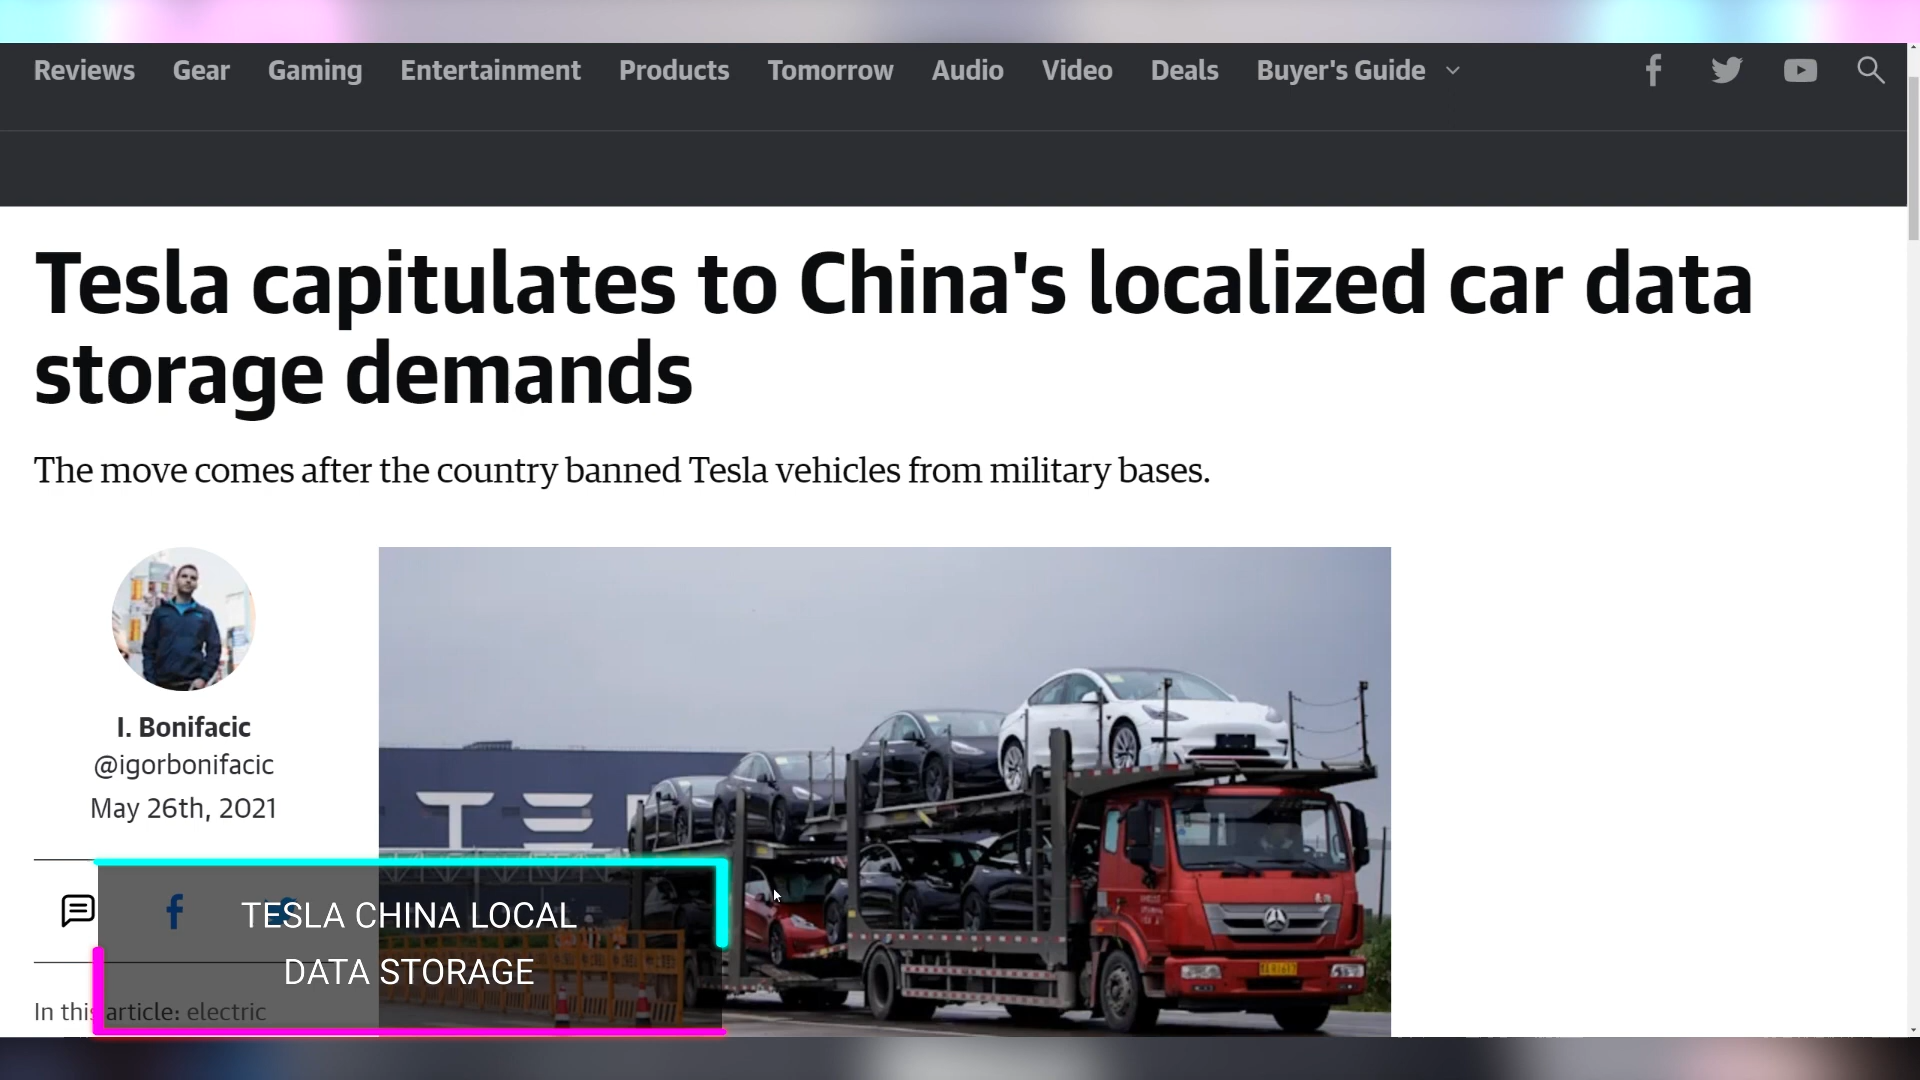 Reviews Gear Gaming Entertainment Products Tomorrow Audio Video Deals Buyer's Guide
Tesla capitulates to China's localized car data
storage demands
The move comes after the country banned Tesla vehicles from military bases.
I. Bonifacic
@igorbonifacic
May 26th, 2021
TESLA CHINA LOCAL
DATA STORAGE
In this article: electric